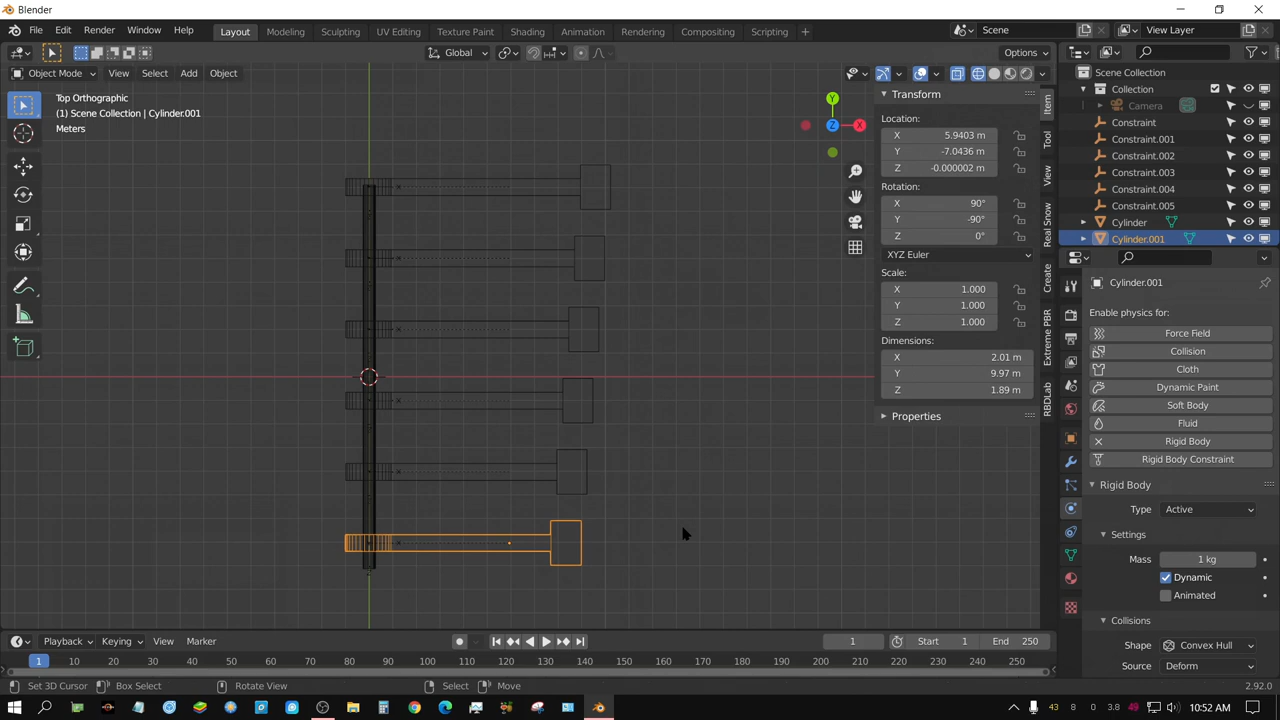 Blender
File Edit Render Window Help
Layout Modeling Sculpting UV Editing Texture Paint Shading Animation Rendering Compositing Scripting +
Scene View Layer
Global Options
Object Mode View Select Add Object
Top Orthographic
(1) Scene Collection | Cylinder.001
Meters
Y
Z X
Transform
Location:
X 5.9403 m
Y -7.0436 m
Z -0.000002 m
Rotation:
X 90°
Y -90°
Z 0°
XYZ Euler
Scale:
X 1.000
Y 1.000
Z 1.000
Dimensions:
X 2.01 m
Y 9.97 m
Z 1.89 m
Properties
Item
Tool
View
Real Snow
Create
Extreme PBR
RBDLab
Scene Collection
Collection
Camera
Constraint
Constraint.001
Constraint.002
Constraint.003
Constraint.004
Constraint.005
Cylinder
Cylinder.001
Cylinder.001
Enable physics for:
Force Field
Collision
Cloth
Dynamic Paint
Soft Body
Fluid
Rigid Body
Rigid Body Constraint
Rigid Body
Type Active
Settings
Mass 1 kg
Dynamic
Animated
Collisions
Shape Convex Hull
Source Deform
Playback Keying View Marker 1 Start 1 End 250
1 10 20 30 40 50 60 70 80 90 100 110 120 130 140 150 160 170 180 190 200 210 220 230 240 250
Set 3D Cursor Box Select Rotate View Select Move 2.92.0
43 8 0 3.8 49 10:52 AM